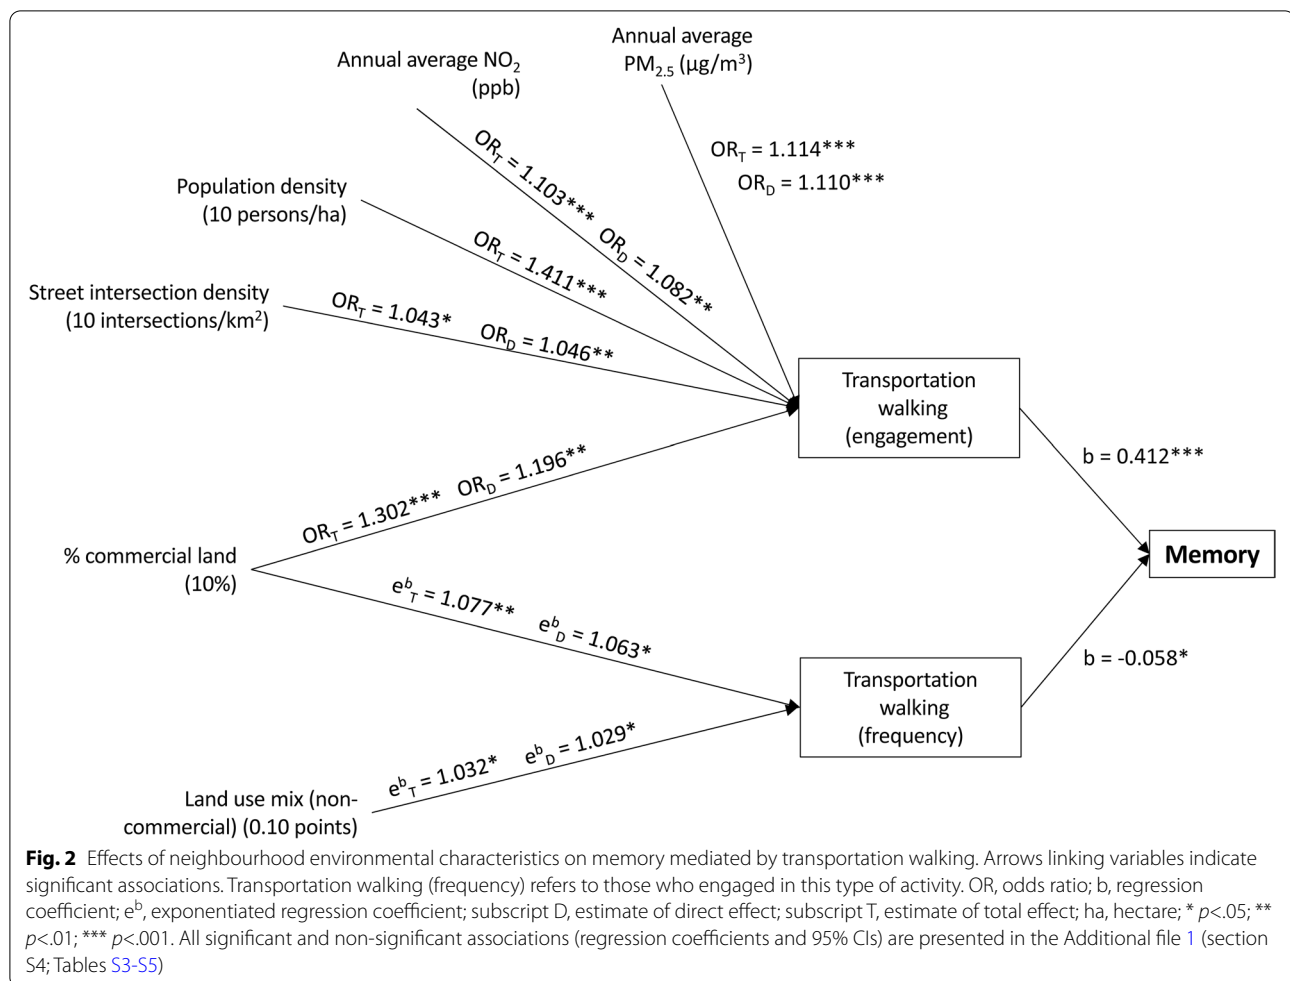 Annual average NO2
(ppb)
Annual average
PM2.5 (µg/m3)
ORT = 1.103***
ORD = 1.082**
ORT = 1.114***
ORD = 1.110***
Population density
(10 persons/ha)
ORT = 1.411***
Street intersection density
(10 intersections/km2)
ORT = 1.043*
ORD = 1.046**
Transportation
walking
(engagement)
b = 0.412***
ORT = 1.302***
ORD = 1.196**
% commercial land
(10%)
Memory
ebT = 1.077**
ebD = 1.063*
b = -0.058*
Transportation
walking
(frequency)
ebT = 1.032*
ebD = 1.029*
Land use mix (non-
commercial) (0.10 points)
Fig. 2 Effects of neighbourhood environmental characteristics on memory mediated by transportation walking. Arrows linking variables indicate
significant associations. Transportation walking (frequency) refers to those who engaged in this type of activity. OR, odds ratio; b, regression
coefficient; eb, exponentiated regression coefficient; subscript D, estimate of direct effect; subscript T, estimate of total effect; ha, hectare; * p<.05; **
p<.01; *** p<.001. All significant and non-significant associations (regression coefficients and 95% CIs) are presented in the Additional file 1 (section
S4; Tables S3-S5)